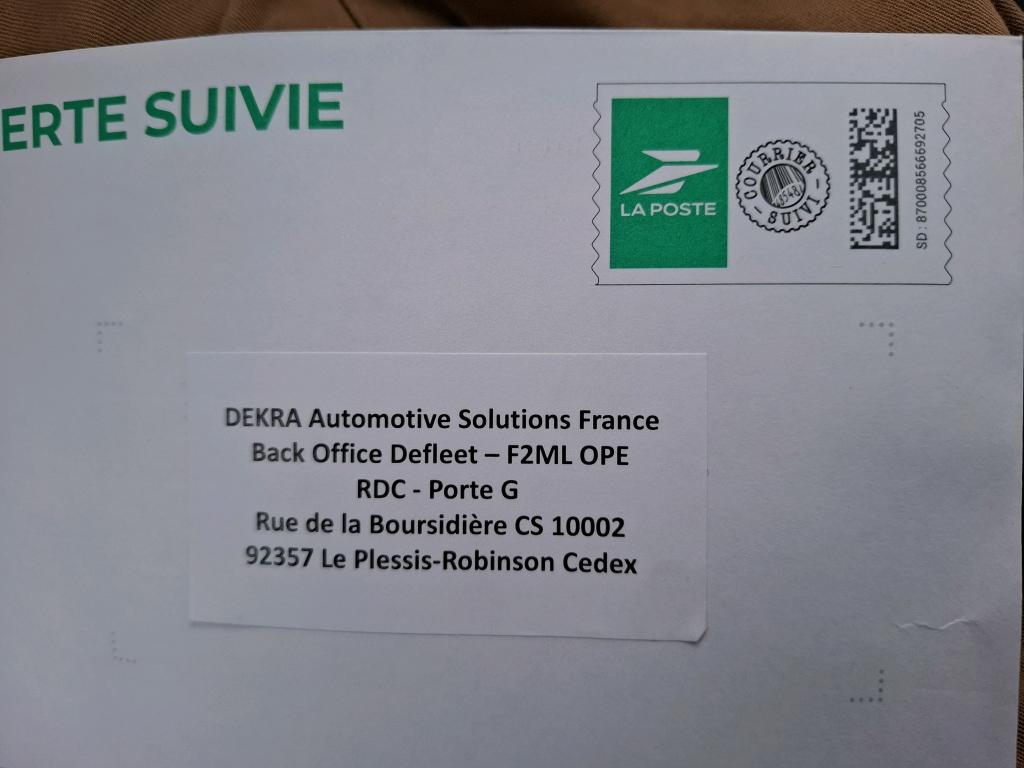 ERTE SUIVIE
LA POSTE
COURRIER
SUIVI
SD : 870008566692705
DEKRA Automotive Solutions France
Back Office Defleet – F2ML OPE
RDC - Porte G
Rue de la Boursidière CS 10002
92357 Le Plessis-Robinson Cedex